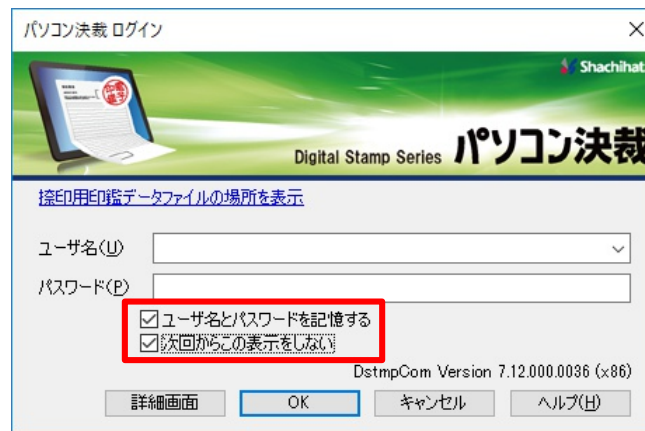 パソコン決裁 ログイン
Shachihat
Digital Stamp Series パソコン決裁
捺印用印鑑データファイルの場所を表示
ユーザ名(U)
パスワード(P)
ユーザ名とパスワードを記憶する
次回からこの表示をしない
DstmpCom Version 7.12.000.0036 (x86)
詳細画面 OK キャンセル ヘルプ(H)